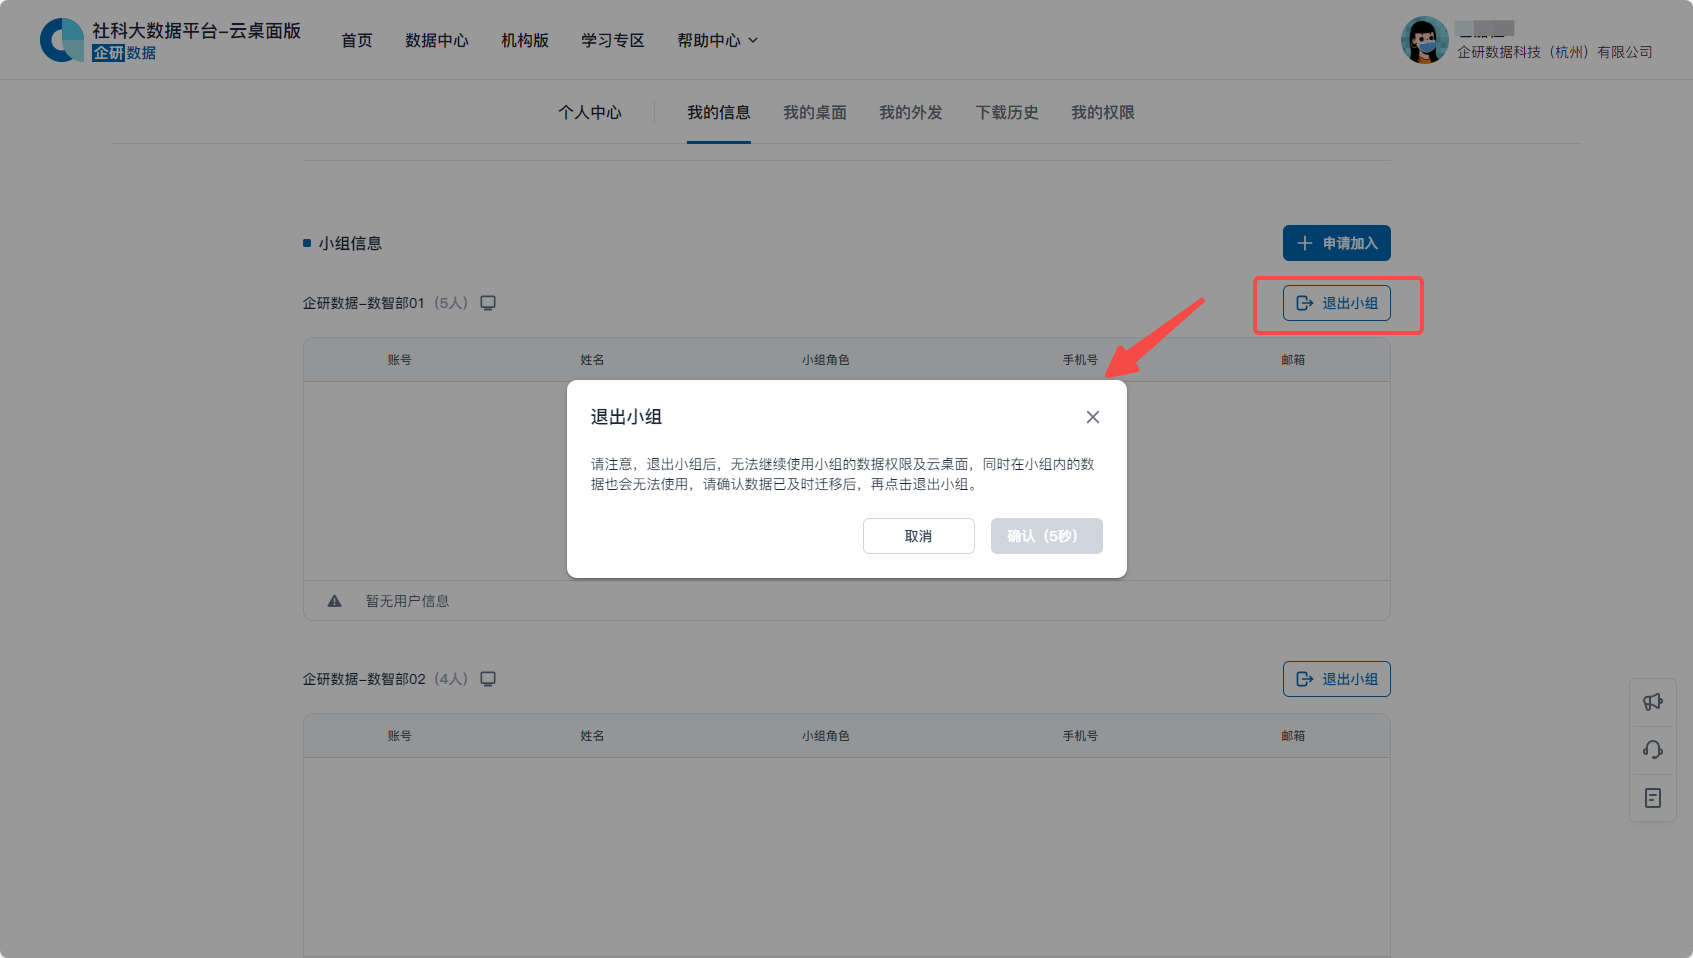 社科大数据平台–云桌面版
企研数据
首页
数据中心
机构版
学习专区
帮助中心
企研数据科技（杭州）有限公司
个人中心
我的信息
我的桌面
我的外发
下载历史
我的权限
小组信息
申请加入
企研数据–数智部01 （5人）
退出小组
账号
姓名
小组角色
手机号
邮箱
退出小组
请注意，退出小组后，无法继续使用小组的数据权限及云桌面，同时在小组内的数
据也会无法使用，请确认数据已及时迁移后，再点击退出小组。
取消
确认（5秒）
暂无用户信息
企研数据–数智部02 （4人）
退出小组
账号
姓名
小组角色
手机号
邮箱